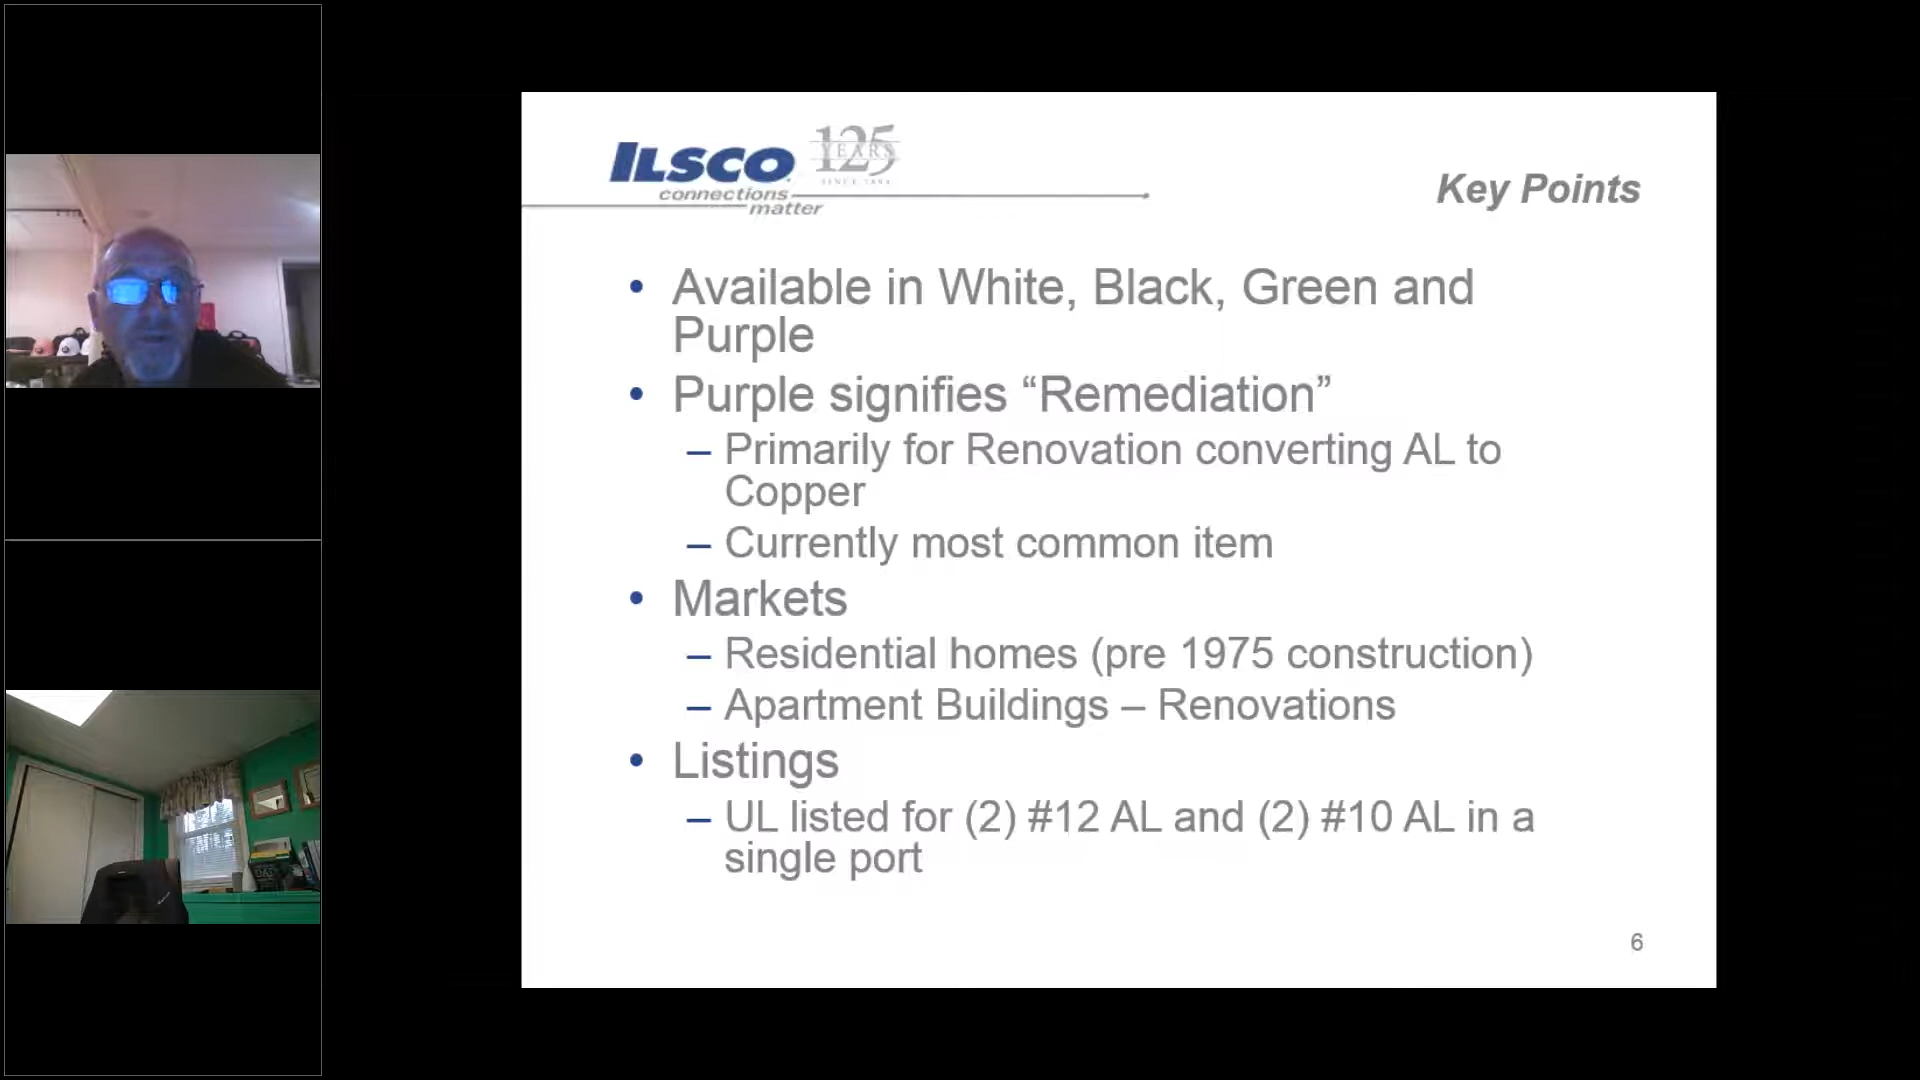 ILSCO
125
YEARS
SINCE 1894
connections
matter
Key Points
• Available in White, Black, Green and
Purple
• Purple signifies “Remediation”
– Primarily for Renovation converting AL to
Copper
– Currently most common item
• Markets
– Residential homes (pre 1975 construction)
– Apartment Buildings – Renovations
• Listings
– UL listed for (2) #12 AL and (2) #10 AL in a
single port
6